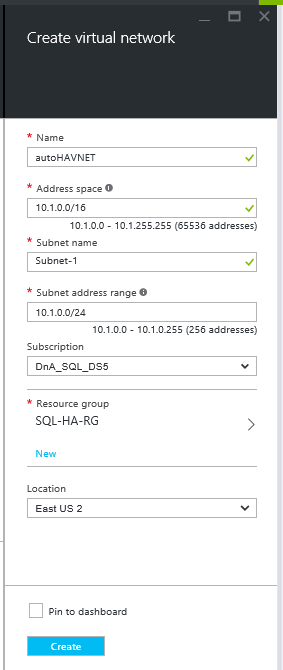 Create virtual network
* Name
autoHAVNET
* Address space
10.1.0.0/16
10.1.0.0 - 10.1.255.255 (65536 addresses)
* Subnet name
Subnet-1
* Subnet address range
10.1.0.0/24
10.1.0.0 - 10.1.0.255 (256 addresses)
Subscription
DnA_SQL_DS5
* Resource group
SQL-HA-RG
New
Location
East US 2
Pin to dashboard
Create